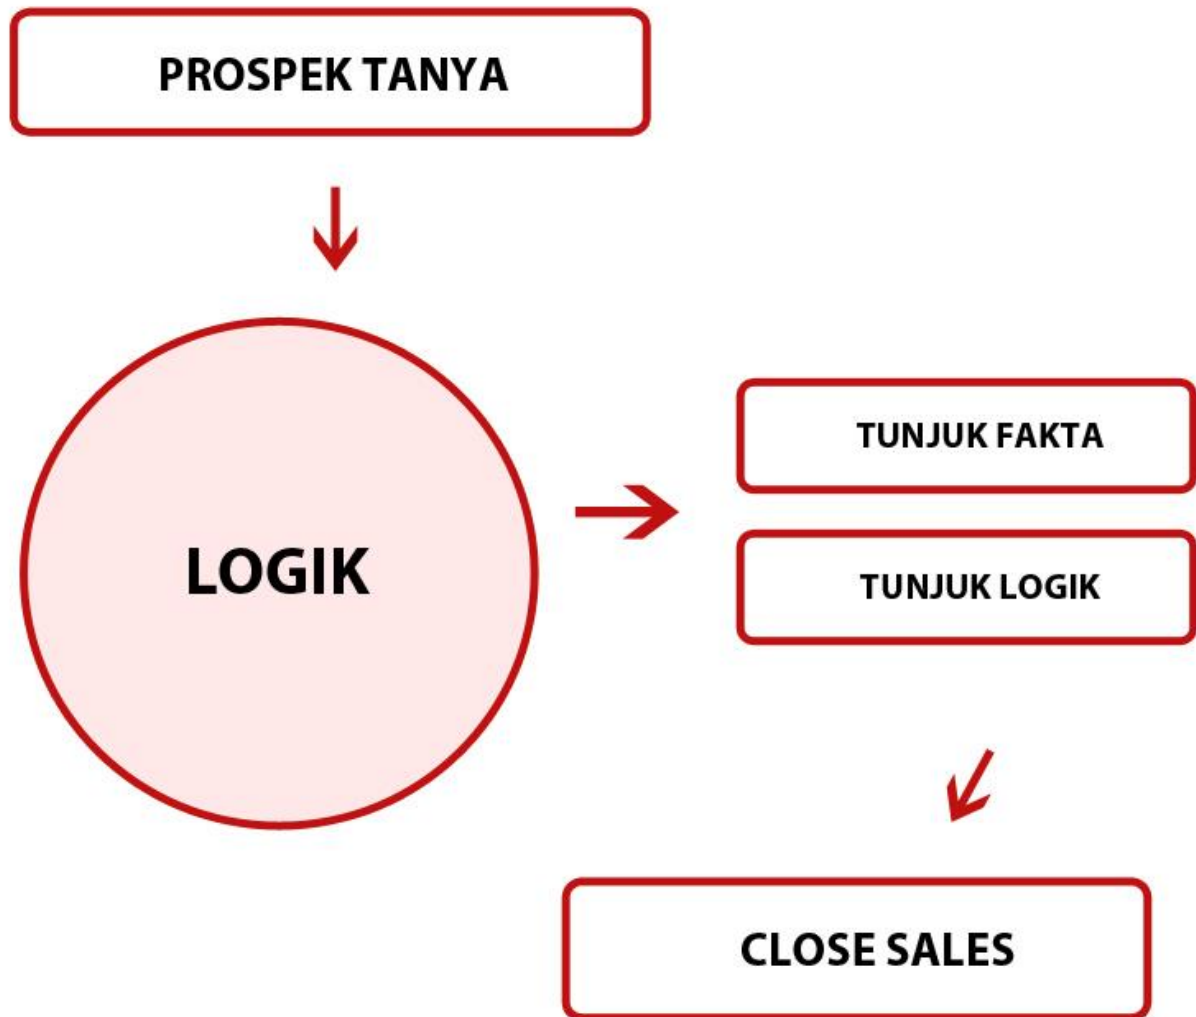 PROSPEK TANYA
LOGIK
TUNJUK FAKTA
TUNJUK LOGIK
CLOSE SALES